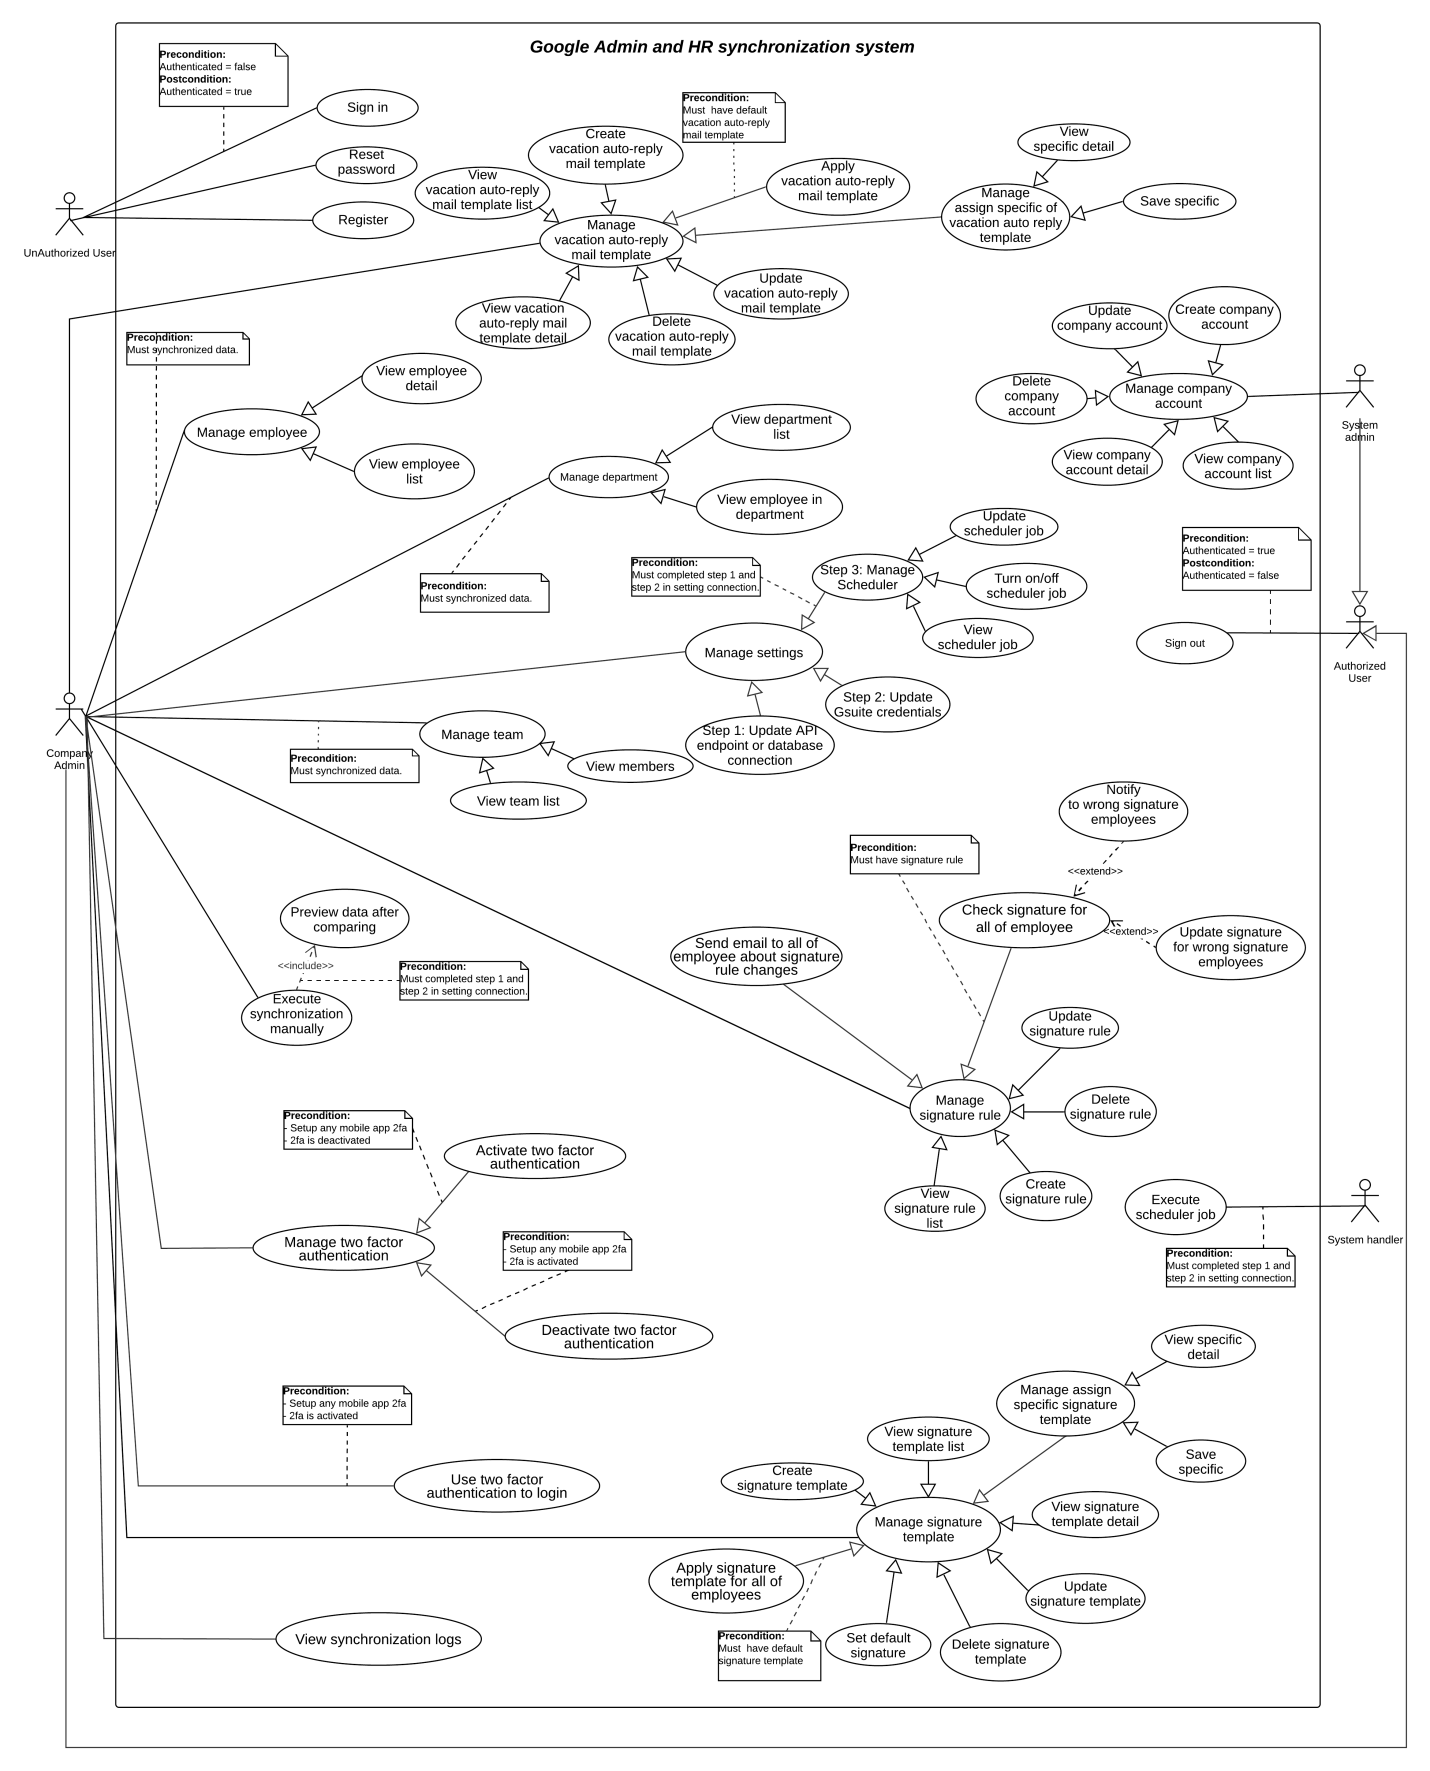 Google Admin and HR synchronization system
Precondition:
Authenticated = false
Postcondition:
Authenticated = true
Sign in
Reset
password
Register
UnAuthorized User
Precondition:
Must  have default
vacation auto-reply
mail template
Create
vacation auto-reply
mail template
View
vacation auto-reply
mail template list
Apply
vacation auto-reply
mail template
Manage
vacation auto-reply
mail template
View
specific detail
Manage
assign specific of
vacation auto reply
template
Save specific
View vacation
auto-reply mail
template detail
Delete
vacation auto-reply
mail template
Update
vacation auto-reply
mail template
Update
company account
Create company
account
Delete
company
account
Manage company
account
View company
account detail
View company
account list
System
admin
Precondition:
Must synchronized data.
View employee
detail
Manage employee
View employee
list
View department
list
Manage department
View employee in
department
Precondition:
Must synchronized data.
Precondition:
Must completed step 1 and
step 2 in setting connection.
Update
scheduler job
Step 3: Manage
Scheduler
Turn on/off
scheduler job
View
scheduler job
Precondition:
Authenticated = true
Postcondition:
Authenticated = false
Sign out
Authorized
User
Manage settings
Step 2: Update
Gsuite credentials
Step 1: Update API
endpoint or database
connection
Company
Admin
Manage team
View members
View team list
Precondition:
Must synchronized data.
Notify
to wrong signature
employees
Precondition:
Must have signature rule
<<extend>>
Check signature for
all of employee
<<extend>>
Update signature
for wrong signature
employees
Send email to all of
employee about signature
rule changes
Preview data after
comparing
<<include>>
Precondition:
Must completed step 1 and
step 2 in setting connection.
Execute
synchronization
manually
Update
signature rule
Manage
signature rule
Delete
signature rule
View
signature rule
list
Create
signature rule
Precondition:
- Setup any mobile app 2fa
- 2fa is deactivated
Activate two factor
authentication
Manage two factor
authentication
Precondition:
- Setup any mobile app 2fa
- 2fa is activated
Deactivate two factor
authentication
Execute
scheduler job
System handler
Precondition:
Must completed step 1 and
step 2 in setting connection.
Precondition:
- Setup any mobile app 2fa
- 2fa is activated
Use two factor
authentication to login
View specific
detail
Manage assign
specific signature
template
Save
specific
View signature
template list
Create
signature template
Manage signature
template
View signature
template detail
Apply signature
template for all of
employees
Update
signature template
Precondition:
Must  have default
signature template
Set default
signature
Delete signature
template
View synchronization logs